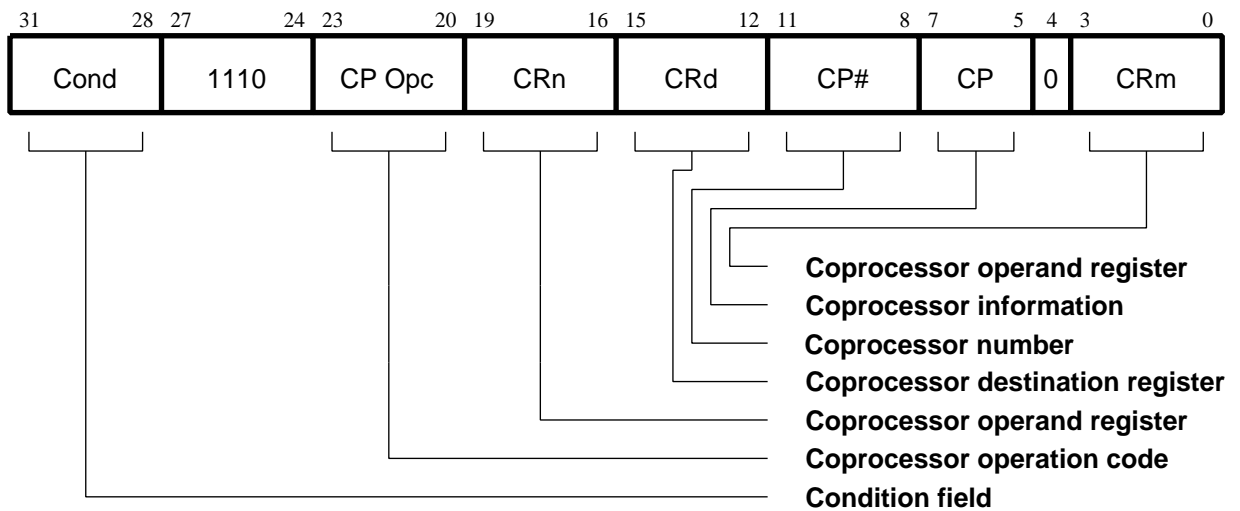 31 28 27 24 23 20 19 16 15 12 11 8 7 5 4 3 0
Cond 1110 CP Opc CRn CRd CP# CP 0 CRm
Coprocessor operand register
Coprocessor information
Coprocessor number
Coprocessor destination register
Coprocessor operand register
Coprocessor operation code
Condition field